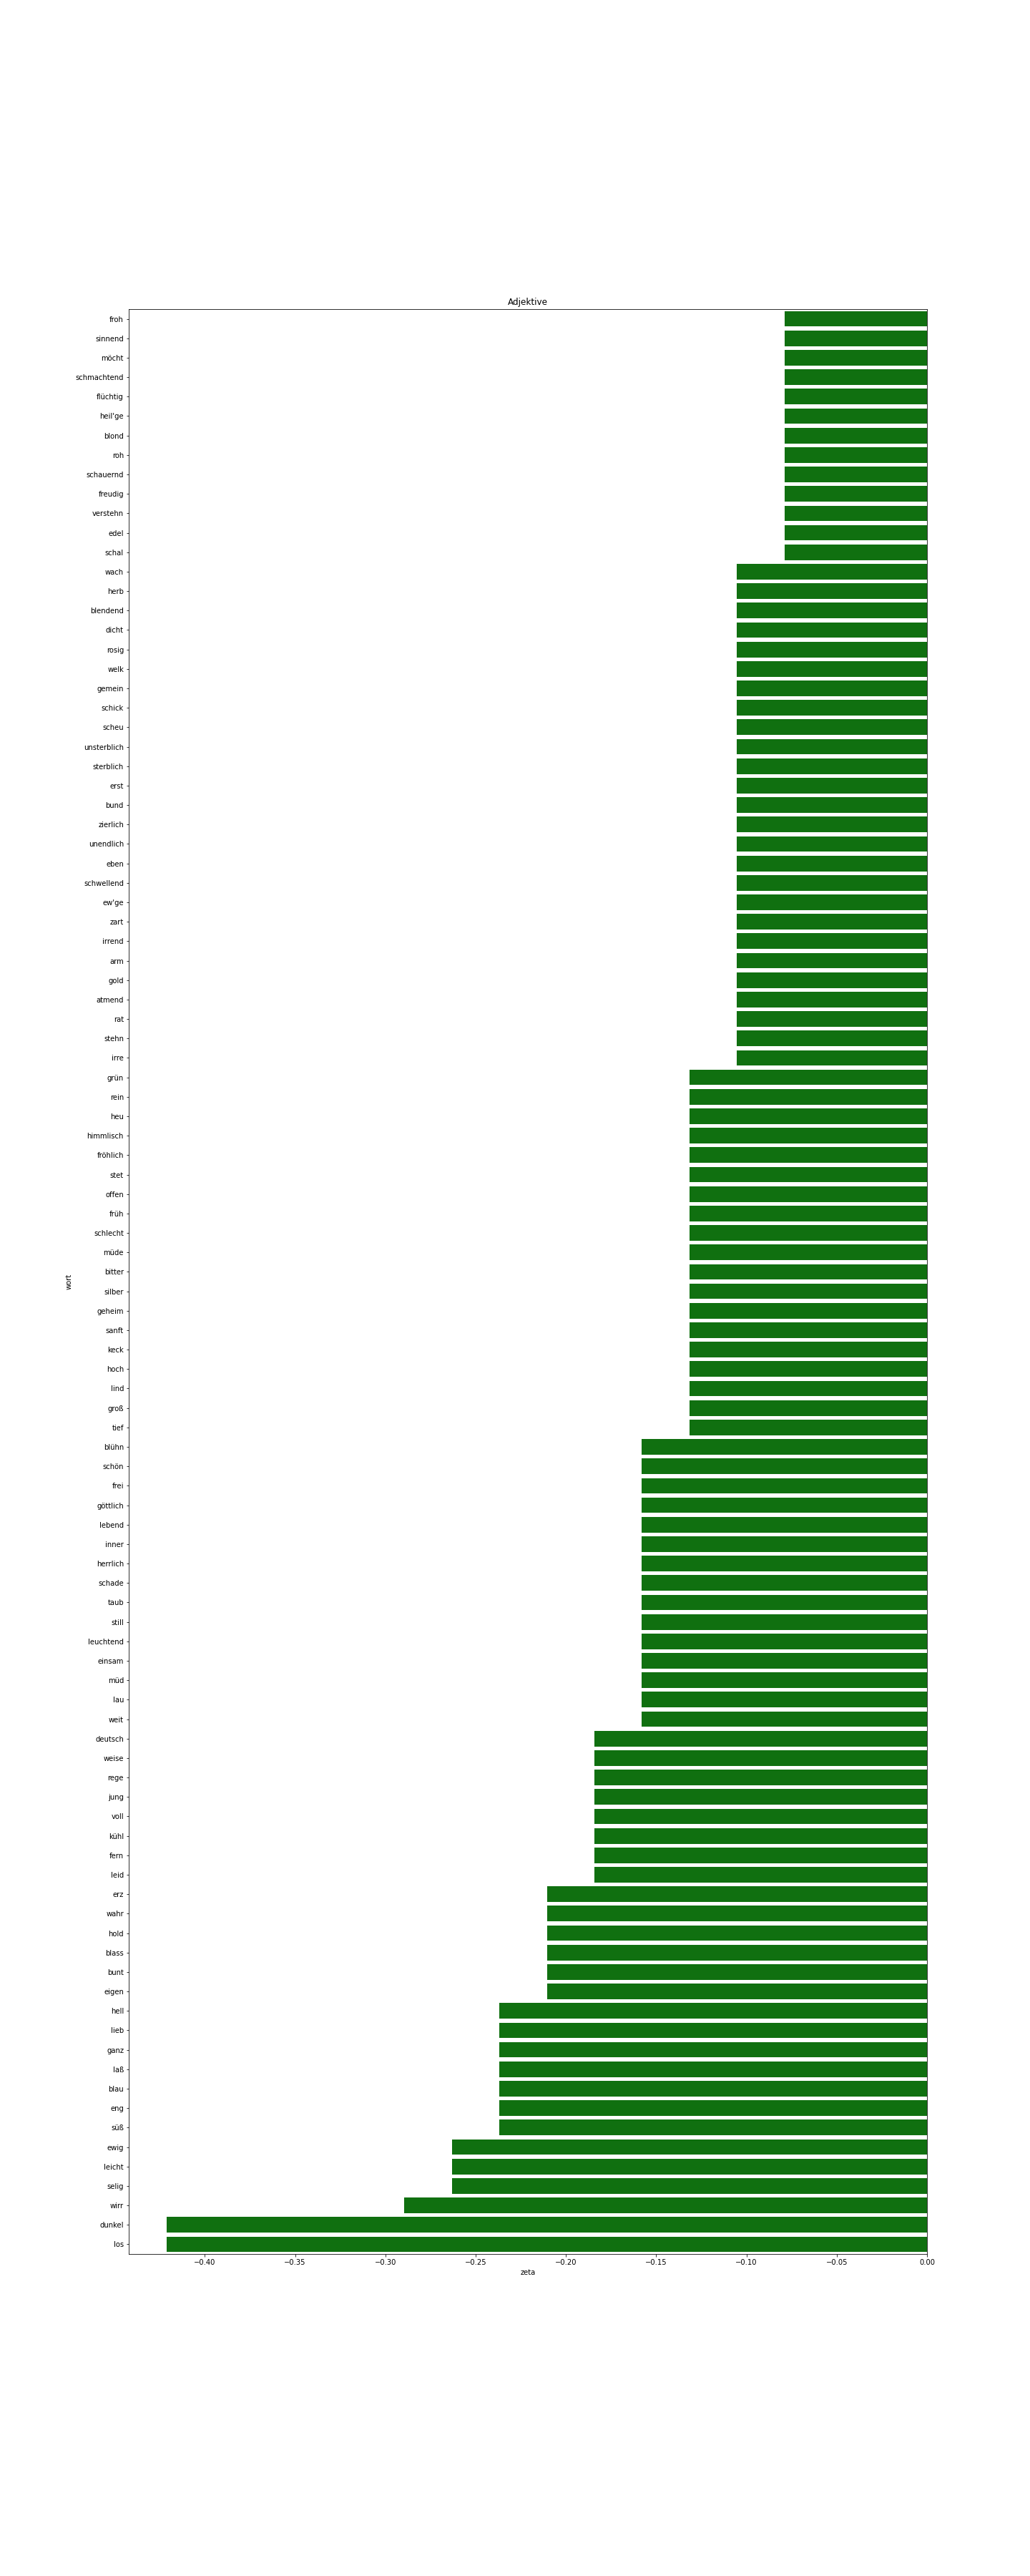 Adjektive
froh
sinnend
möcht
schmachtend
flüchtig
heil'ge
blond
roh
schauernd
freudig
verstehn
edel
schal
wach
herb
blendend
dicht
rosig
welk
gemein
schick
scheu
unsterblich
sterblich
erst
bund
zierlich
unendlich
eben
schwellend
ew'ge
zart
irrend
arm
gold
atmend
rat
stehn
irre
grün
rein
heu
himmlisch
fröhlich
stet
offen
früh
schlecht
müde
bitter
silber
geheim
sanft
keck
hoch
lind
groß
tief
blühn
schön
frei
göttlich
lebend
inner
herrlich
schade
taub
still
leuchtend
einsam
müd
lau
weit
deutsch
weise
rege
jung
voll
kühl
fern
leid
erz
wahr
hold
blass
bunt
eigen
hell
lieb
ganz
laß
blau
eng
süß
ewig
leicht
selig
wirr
dunkel
los
wort
−0.40 −0.35 −0.30 −0.25 −0.20 −0.15 −0.10 −0.05 0.00
zeta